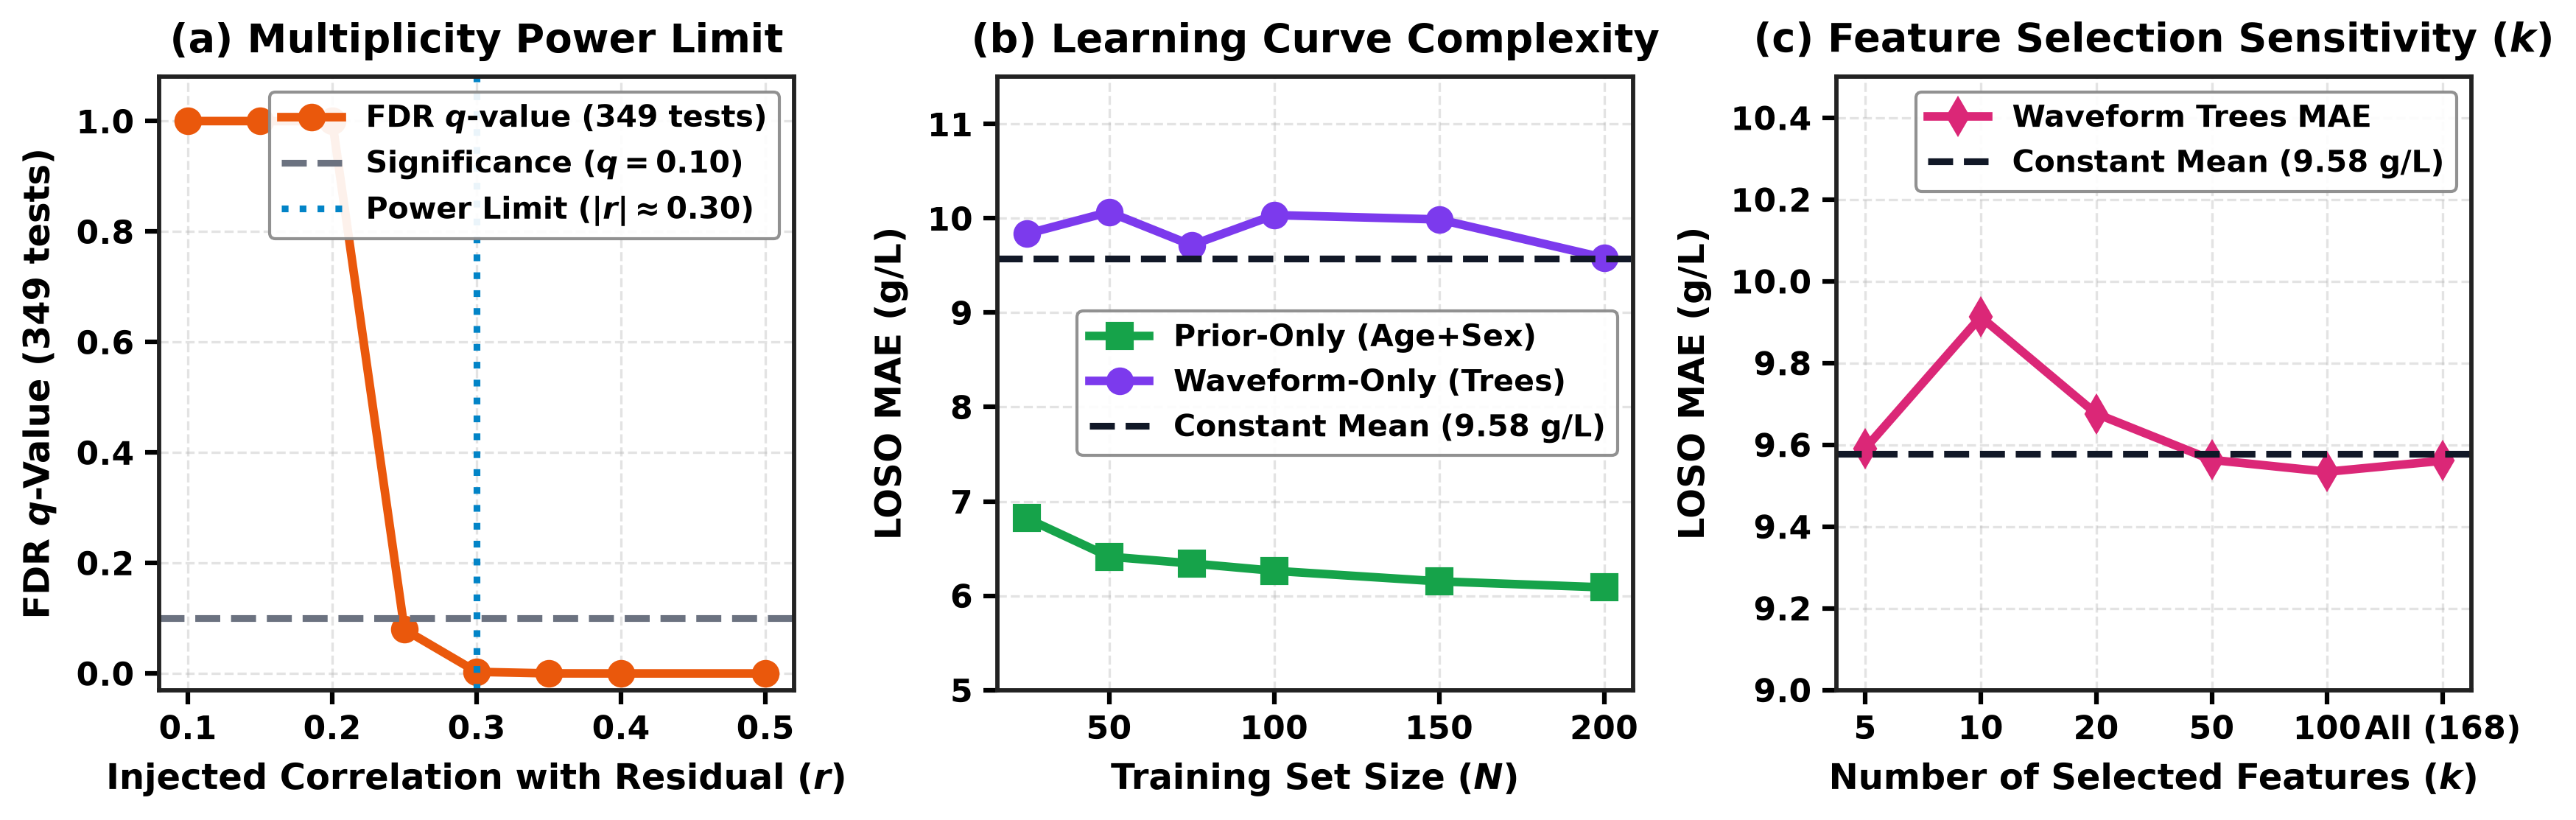 (a) Multiplicity Power Limit
FDR q-Value (349 tests)
1.0
0.8
0.6
0.4
0.2
0.0
FDR q-value (349 tests)
Significance (q = 0.10)
Power Limit (|r| ≈ 0.30)
0.1 0.2 0.3 0.4 0.5
Injected Correlation with Residual (r)
(b) Learning Curve Complexity
LOSO MAE (g/L)
11
10
9
8
7
6
5
Prior-Only (Age+Sex)
Waveform-Only (Trees)
Constant Mean (9.58 g/L)
50 100 150 200
Training Set Size (N)
(c) Feature Selection Sensitivity (k)
LOSO MAE (g/L)
10.4
10.2
10.0
9.8
9.6
9.4
9.2
9.0
Waveform Trees MAE
Constant Mean (9.58 g/L)
5 10 20 50 100 All (168)
Number of Selected Features (k)